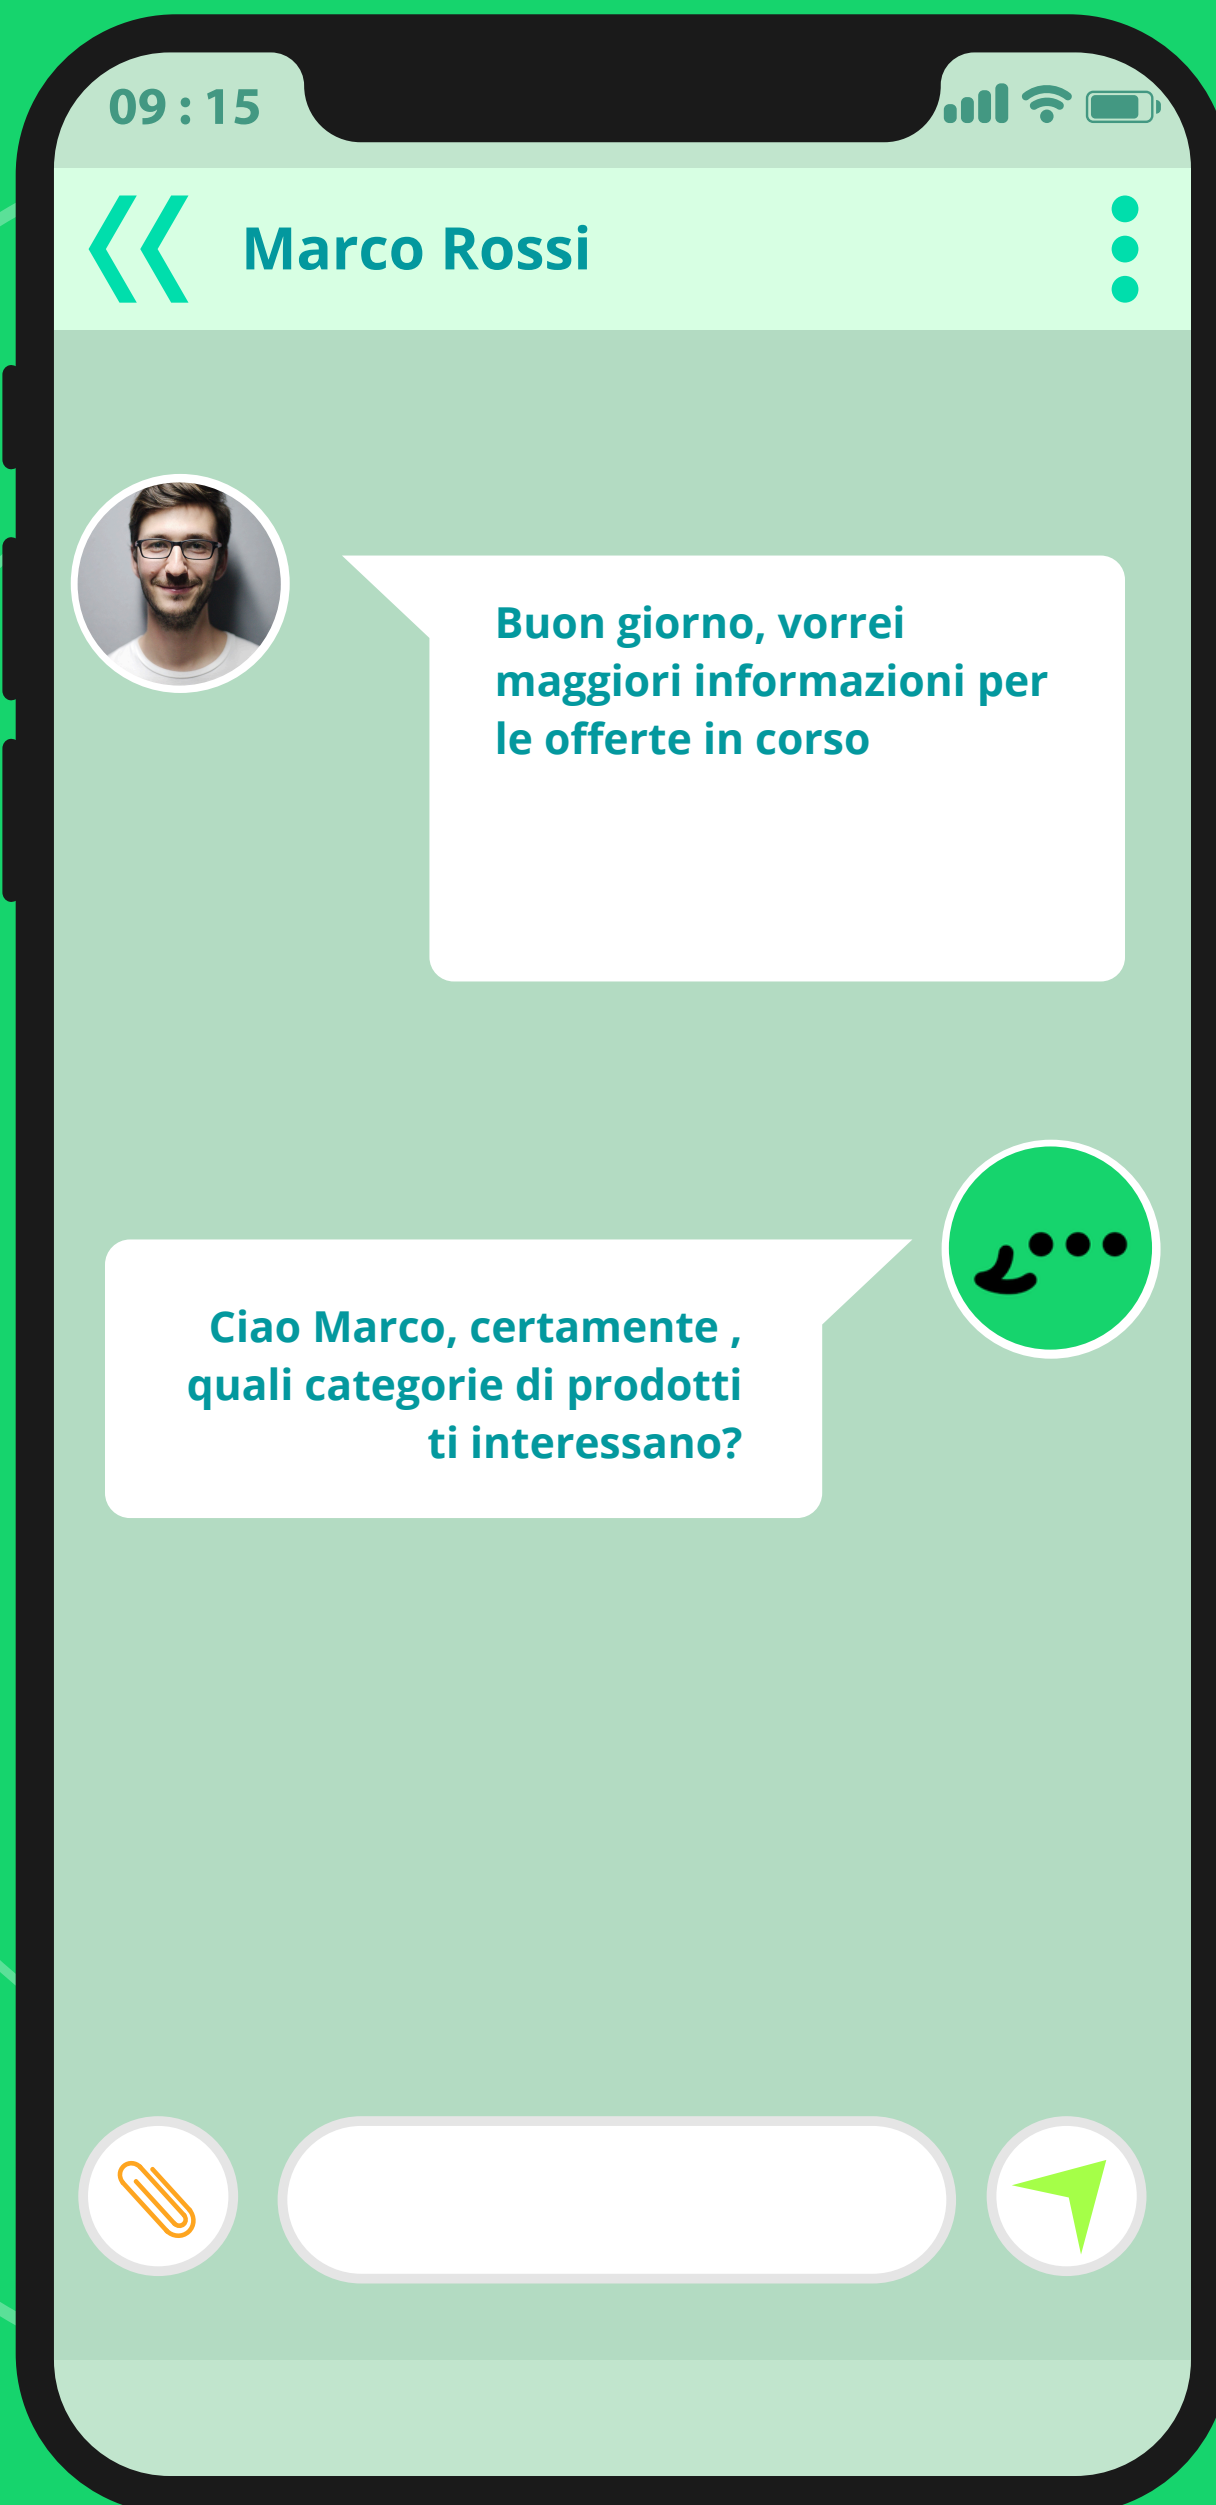 09 : 15
Marco Rossi
Buon giorno, vorrei
maggiori informazioni per
le offerte in corso
Ciao Marco, certamente ,
quali categorie di prodotti
ti interessano?